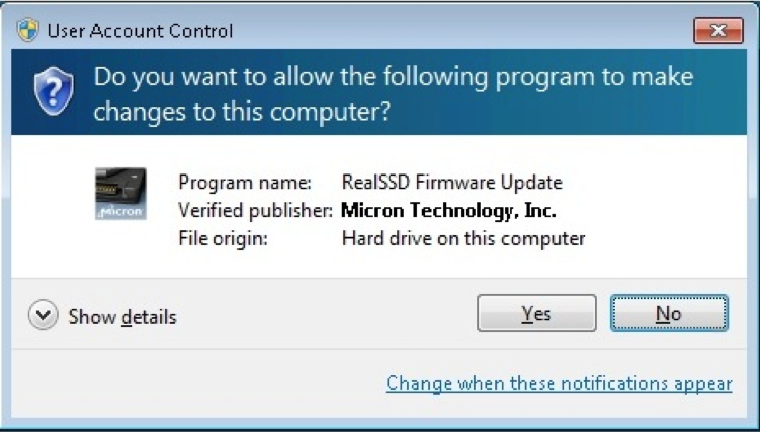 User Account Control
Do you want to allow the following program to make
changes to this computer?
Micron
Program name: RealSSD Firmware Update
Verified publisher: Micron Technology, Inc.
File origin: Hard drive on this computer
Show details
Yes
No
Change when these notifications appear